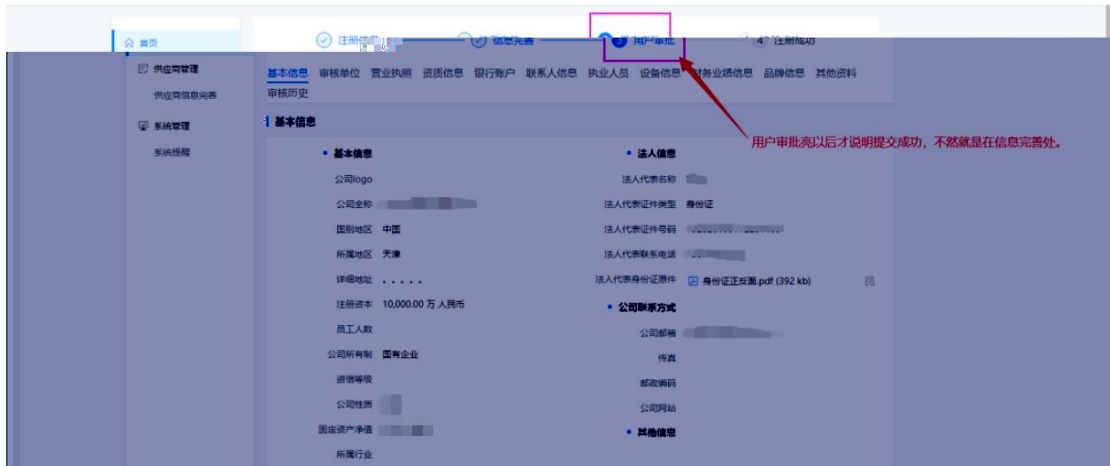 首页
信息完善
4 注册成功
供应商管理
供应商信息完善
系统管理
系统提醒
基本信息 审核单位 营业执照 资质信息 银行账户 联系人信息 执业人员 设备信息 财务业绩信息 品牌信息 其他资料
审核历史
基本信息
用户审批亮以后才说明提交成功，不然就是在信息完善处。
• 基本信息
公司logo
公司全称
国别地区 中国
所属地区 天津
详细地址 . . . . .
注册资本 10,000.00 万人民币
员工人数
公司所有制 国有企业
资信等级
公司性质
固定资产净值
所属行业
• 法人信息
法人代表名称
法人代表证件类型 身份证
法人代表证件号码
法人代表联系电话
法人代表身份证原件 身份证正反面.pdf (392 kb)
• 公司联系方式
公司邮箱
传真
邮政编码
公司网站
• 其他信息